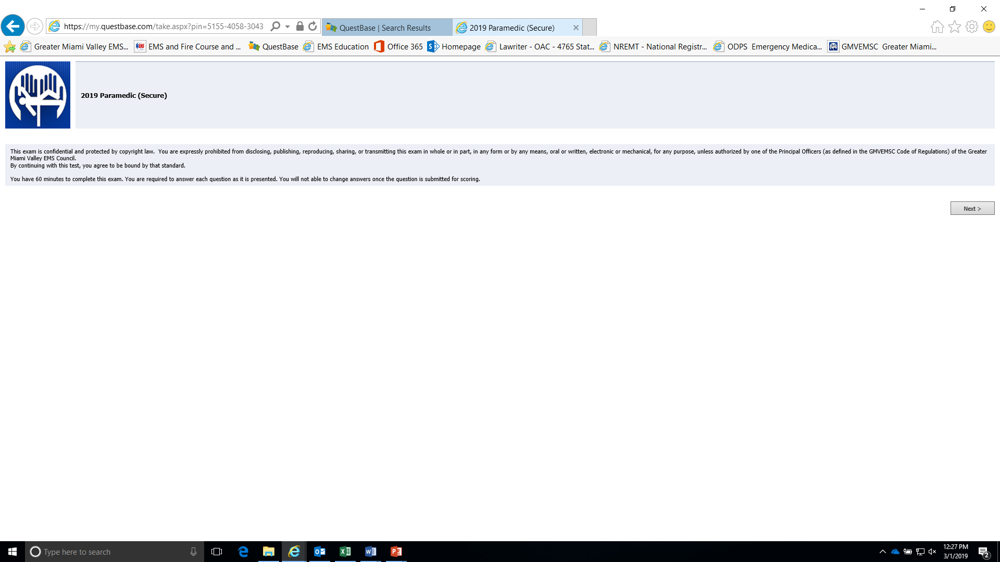 https://my.questbase.com/take.aspx?pin=5155-4058-3043
QuestBase | Search Results
2019 Paramedic (Secure)
Greater Miami Valley EMS...
EMS and Fire Course and ...
QuestBase
EMS Education
Office 365
Homepage
Lawriter - OAC - 4765 Stat...
NREMT - National Registr...
ODPS Emergency Medica...
GMVEMSC Greater Miami...
2019 Paramedic (Secure)
This exam is confidential and protected by copyright law. You are expressly prohibited from disclosing, publishing, reproducing, sharing, or transmitting this exam in whole or in part, in any form or by any means, oral or written, electronic or mechanical, for any purpose, unless authorized by one of the Principal Officers (as defined in the GMVEMSC Code of Regulations) of the Greater
Miami Valley EMS Council.
By continuing with this test, you agree to be bound by that standard.
You have 60 minutes to complete this exam. You are required to answer each question as it is presented. You will not able to change answers once the question is submitted for scoring.
Next >
Type here to search
12:27 PM
3/1/2019
2